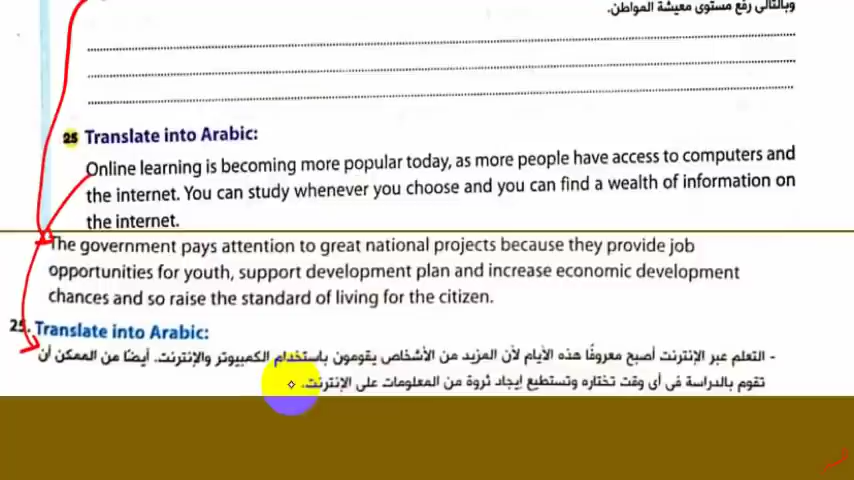 وبالتالى رفع مستوى معيشة المواطن.
25 Translate into Arabic:
Online learning is becoming more popular today, as more people have access to computers and
the internet. You can study whenever you choose and you can find a wealth of information on
the internet.
The government pays attention to great national projects because they provide job
opportunities for youth, support development plan and increase economic development
chances and so raise the standard of living for the citizen.
25. Translate into Arabic:
- التعلم عبر الإنترنت أصبح معروفًا هذه الأيام لأن المزيد من الأشخاص يقومون باستخدام الكمبيوتر والإنترنت. أيضًا من الممكن أن
تقوم بالدراسة فى أى وقت تختاره وتستطيع إيجاد ثروة من المعلومات على الإنترنت.